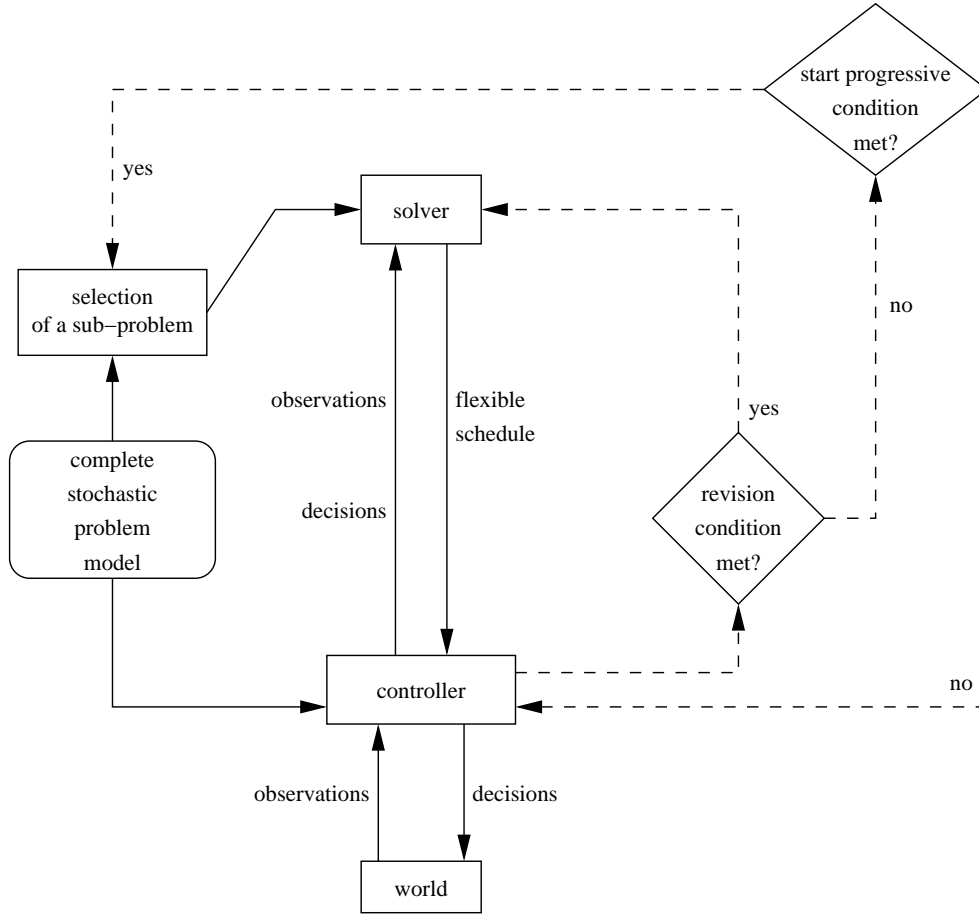 start progressive
condition
met?
yes
solver
selection
of a sub−problem
no
observations
flexible
schedule
yes
complete
stochastic
problem
model
decisions
revision
condition
met?
controller
no
observations
decisions
world